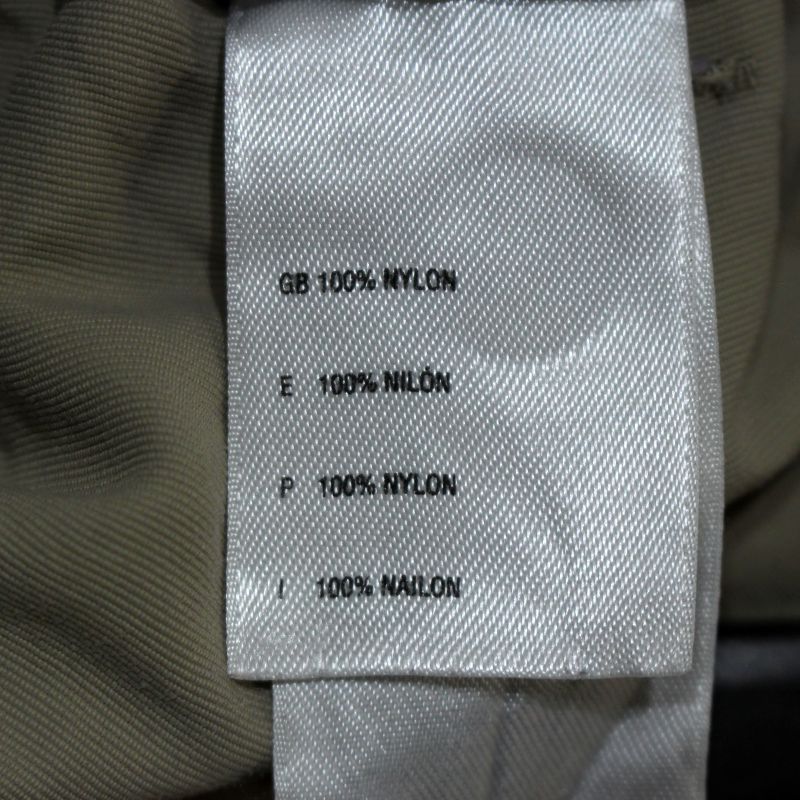 GB 100% NYLON
E 100% NILÓN
P 100% NYLON
I 100% NAILON